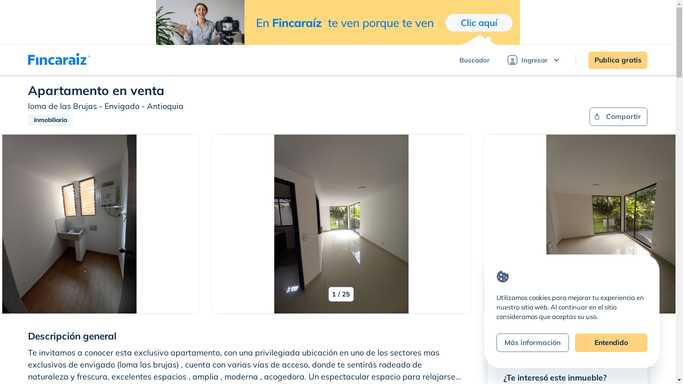 En Fincaraíz te ven porque te ven
Clic aquí
Fincaraiz
Buscador
Ingresar
Publica gratis
Apartamento en venta
loma de las Brujas - Envigado - Antioquia
Inmobiliaria
Compartir
1 / 25
Utilizamos cookies para mejorar tu experiencia en
nuestro sitio web. Al continuar en el sitio
consideramos que aceptas su uso.
Más información
Entendido
Descripción general
Te invitamos a conocer esta exclusivo apartamento, con una privilegiada ubicación en uno de los sectores mas
exclusivos de envigado (loma las brujas) , cuenta con varias vías de acceso, donde te sentirás rodeada de
naturaleza y frescura, excelentes espacios , amplia , moderna , acogedora. Un espectacular espacio para relajarse...
¿Te interesó este inmueble?